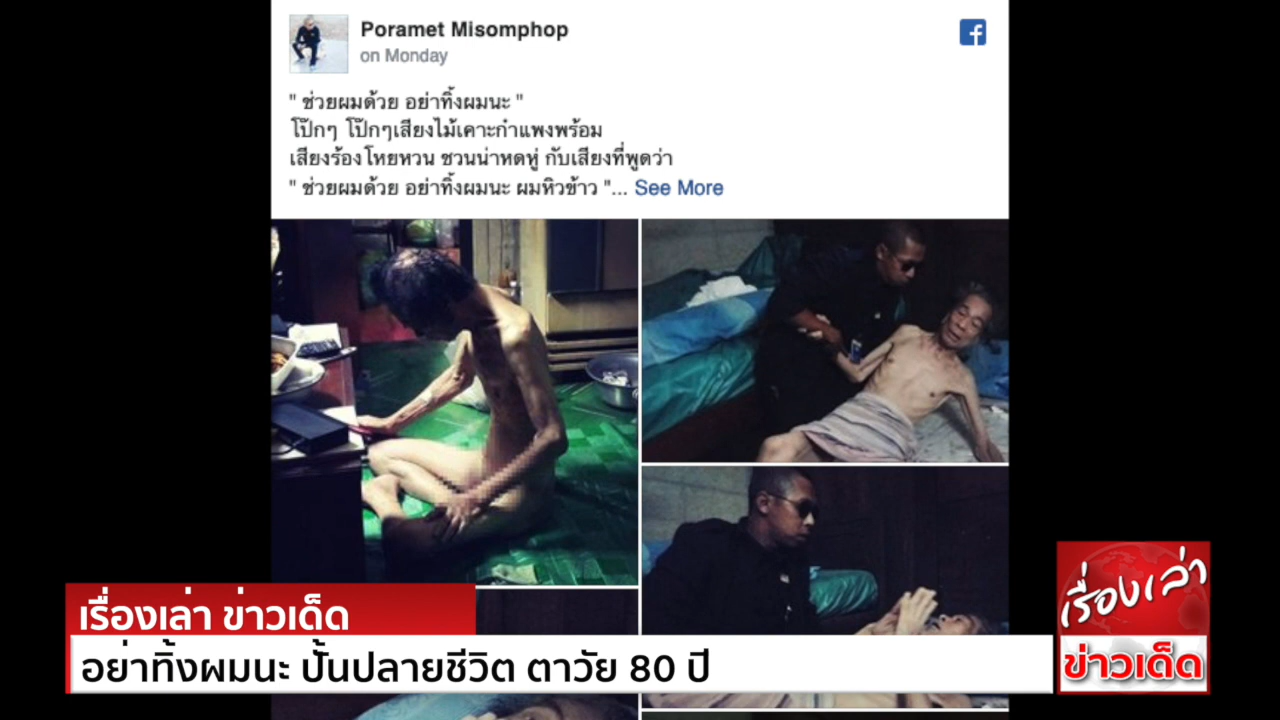 Poramet Misomphop
on Monday
" ช่วยผมด้วย อย่าทิ้งผมนะ "
โป๊กๆ โป๊กๆเสียงไม้เคาะกำแพงพร้อม
เสียงร้องโหยหวน ชวนน่าหดหู่ กับเสียงที่พูดว่า
" ช่วยผมด้วย อย่าทิ้งผมนะ ผมหิวข้าว "... See More
เรื่องเล่า ข่าวเด็ด
อย่าทิ้งผมนะ ปั้นปลายชีวิต ตาวัย 80 ปี
เรื่องเล่า
ข่าวเด็ด